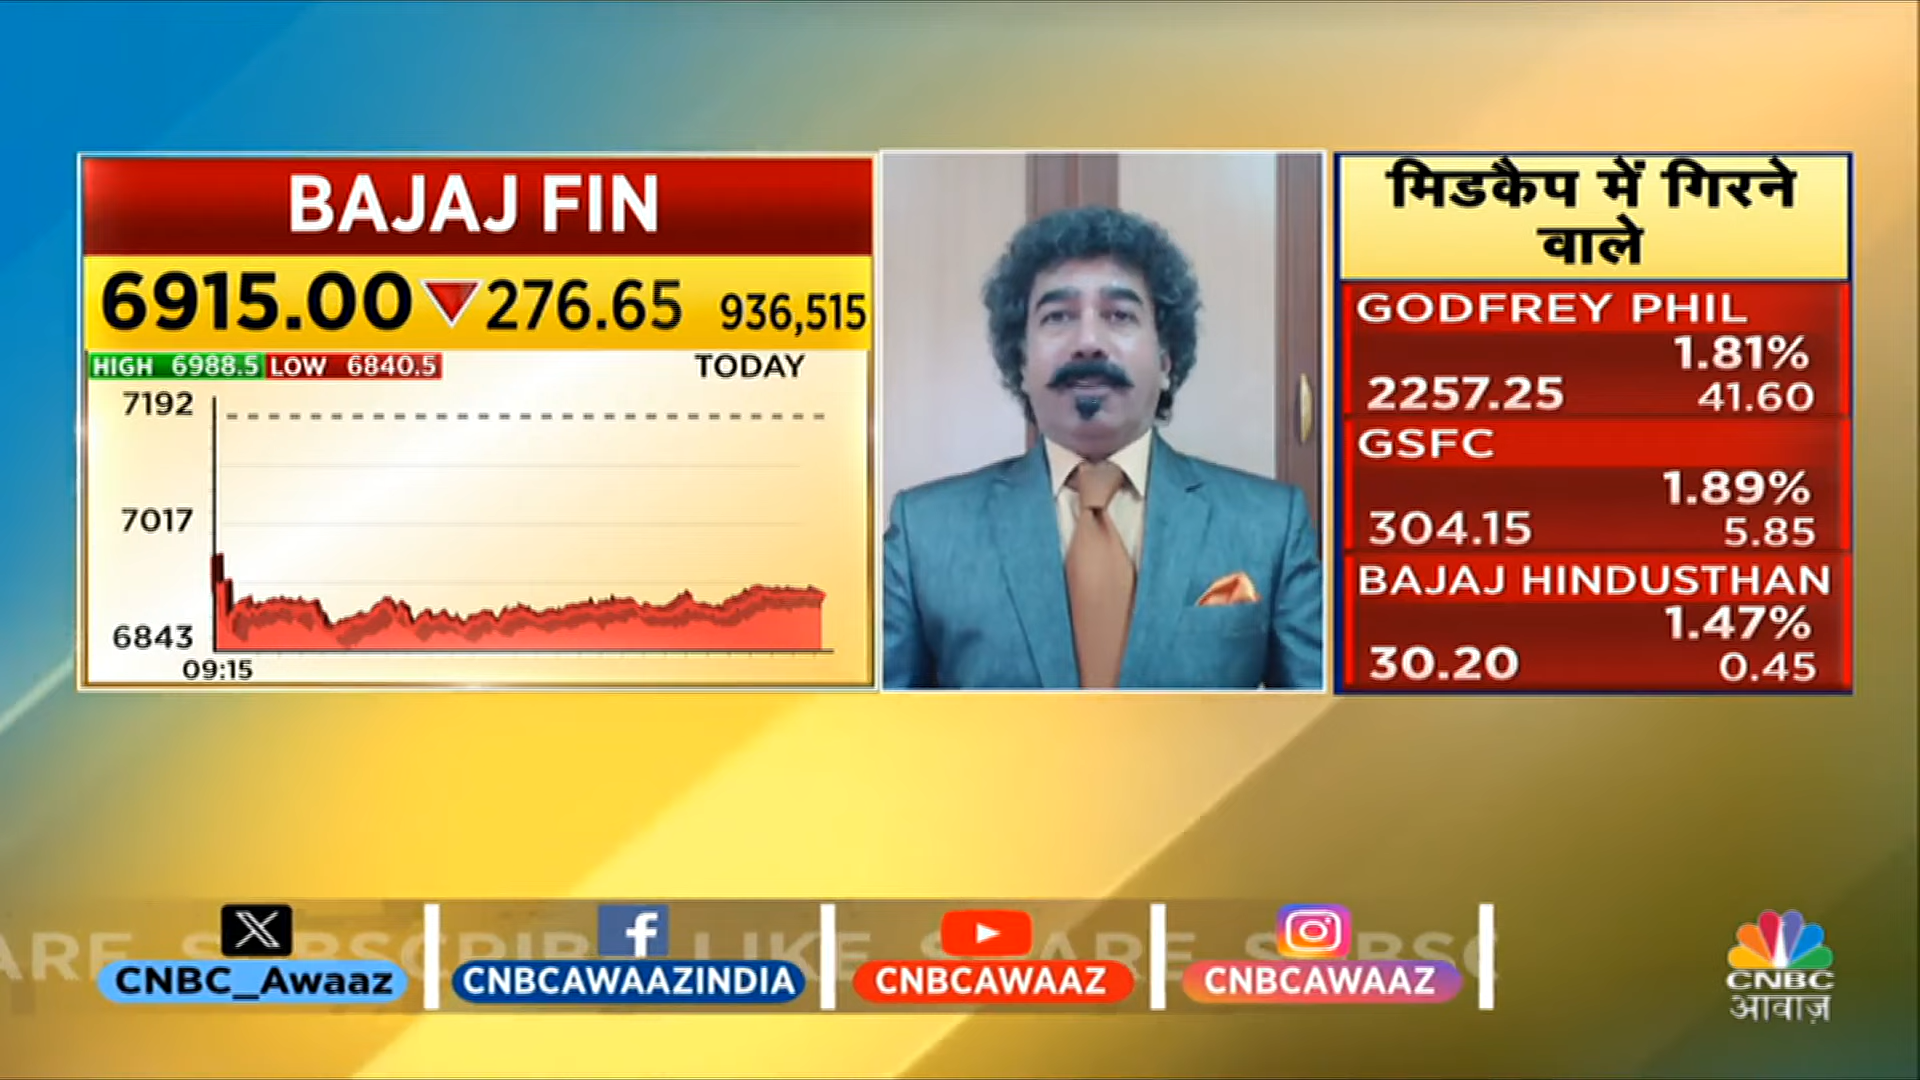 BAJAJ FIN
6915.00 ▼276.65 936,515
HIGH 6988.5 LOW 6840.5 TODAY
7192
7017
6843
09:15
मिडकैप में गिरने
वाले
GODFREY PHIL
1.81%
2257.25 41.60
GSFC
1.89%
304.15 5.85
BAJAJ HINDUSTHAN
1.47%
30.20 0.45
LIKE
CNBC_Awaaz
CNBCAWAAZINDIA
CNBCAWAAZ
CNBCAWAAZ
CNBC
आवाज़